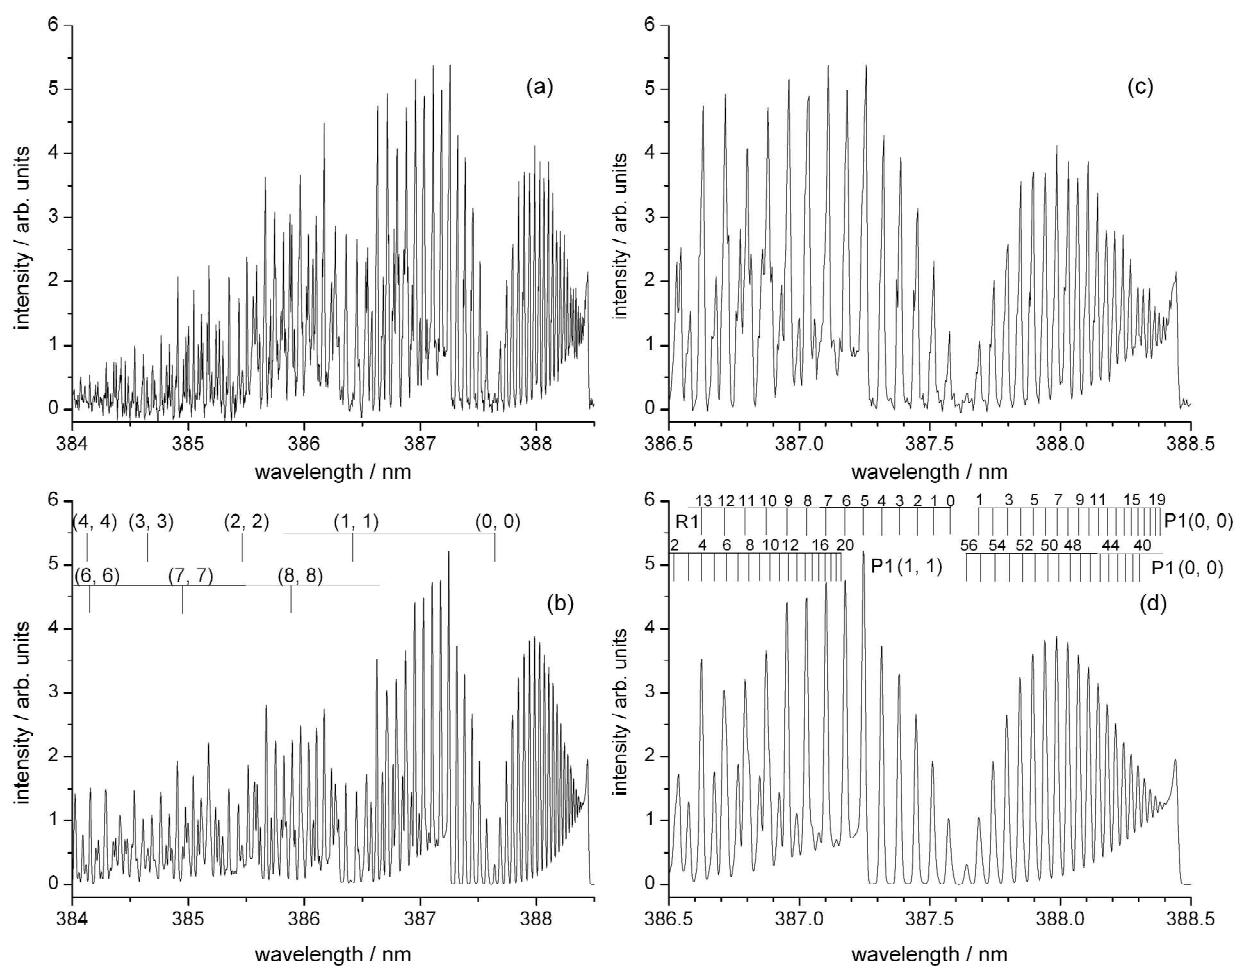 6
5
4
3
2
1
0
intensity / arb. units
(a)
384 385 386 387 388
wavelength / nm
6
5
4
3
2
1
0
intensity / arb. units
(c)
386.5 387.0 387.5 388.0 388.5
wavelength / nm
6
5
4
3
2
1
0
intensity / arb. units
(4, 4) (3, 3) (2, 2) (1, 1) (0, 0)
(6, 6) (7, 7) (8, 8)
(b)
384 385 386 387 388
wavelength / nm
6
5
4
3
2
1
0
intensity / arb. units
13 12 11 10 9 8 7 6 5 4 3 2 1 0 1 3 5 7 9 11 15 19
R1 P1(0, 0)
2 4 6 8 10 12 16 20 56 54 52 50 48 44 40
P1(1, 1) P1(0, 0)
(d)
386.5 387.0 387.5 388.0 388.5
wavelength / nm